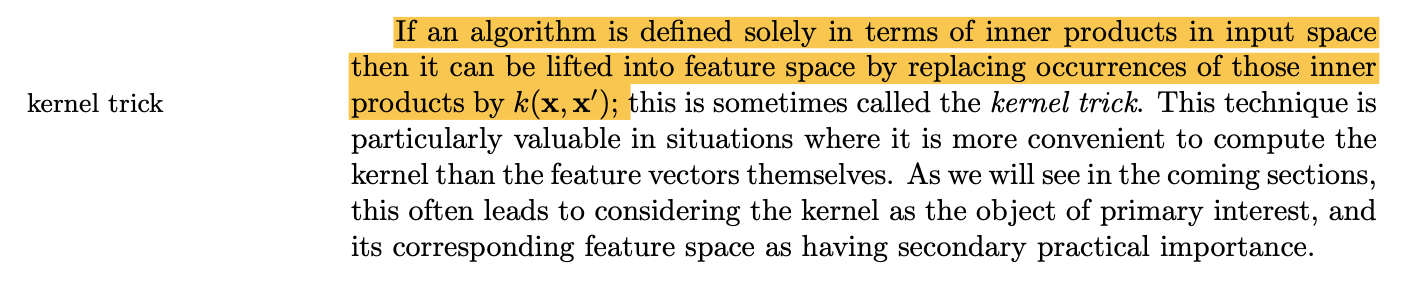 If an algorithm is defined solely in terms of inner products in input space
then it can be lifted into feature space by replacing occurrences of those inner
kernel trick
products by k(x, x′); this is sometimes called the kernel trick. This technique is
particularly valuable in situations where it is more convenient to compute the
kernel than the feature vectors themselves. As we will see in the coming sections,
this often leads to considering the kernel as the object of primary interest, and
its corresponding feature space as having secondary practical importance.